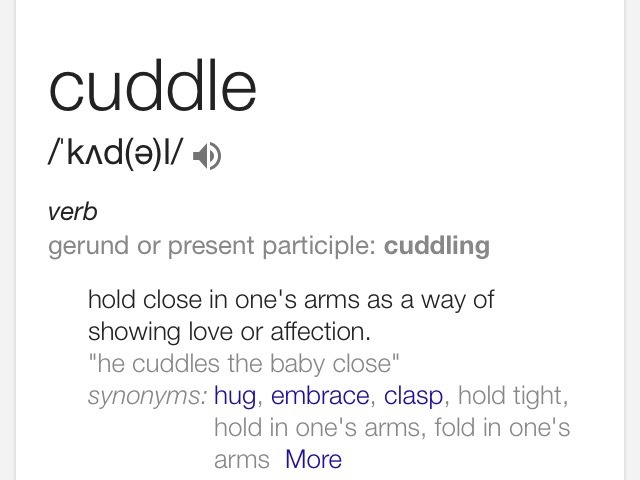 cuddle
/ˈkʌd(ə)l/
verb
gerund or present participle: cuddling
hold close in one's arms as a way of
showing love or affection.
"he cuddles the baby close"
synonyms: hug, embrace, clasp, hold tight,
hold in one's arms, fold in one's
arms More